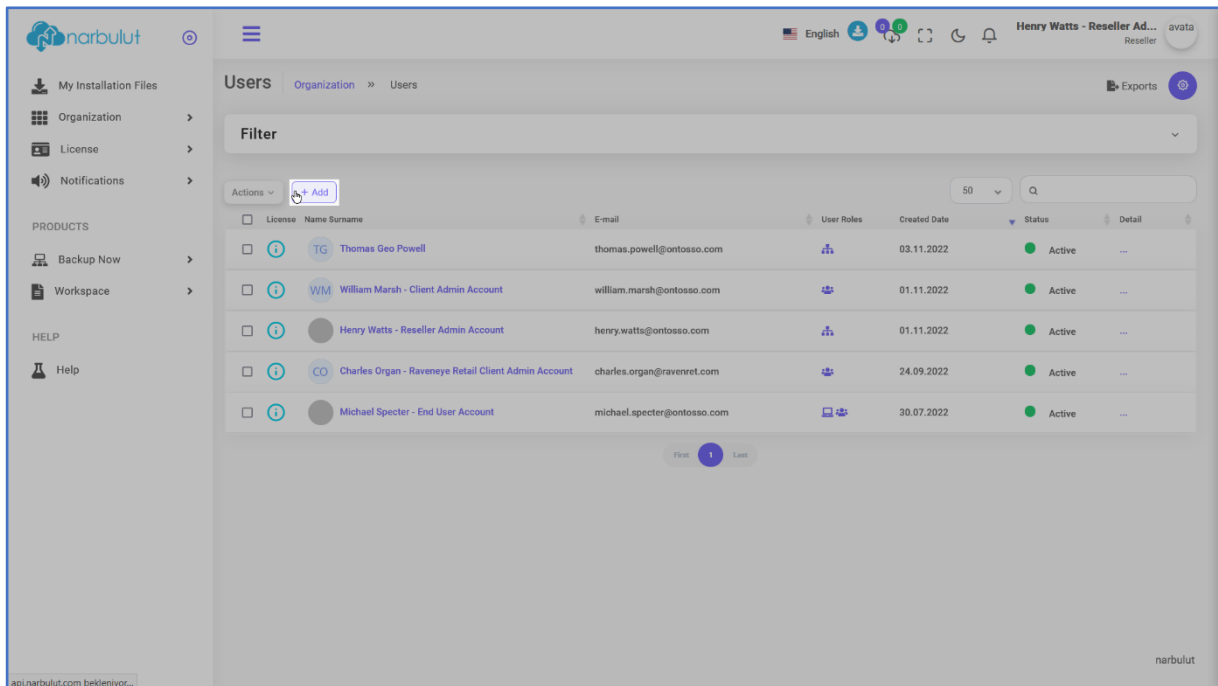 narbulut
English
0
0
Henry Watts - Reseller Ad...
Reseller
avata
My Installation Files
Organization
License
Notifications
PRODUCTS
Backup Now
Workspace
HELP
Help
Users Organization » Users
Exports
Filter
Actions
+ Add
50
License Name Surname E-mail User Roles Created Date Status Detail
TG Thomas Geo Powell thomas.powell@ontosso.com 03.11.2022 Active ...
WM William Marsh - Client Admin Account william.marsh@ontosso.com 01.11.2022 Active ...
Henry Watts - Reseller Admin Account henry.watts@ontosso.com 01.11.2022 Active ...
CO Charles Organ - Raveneye Retail Client Admin Account charles.organ@ravenret.com 24.09.2022 Active ...
Michael Specter - End User Account michael.specter@ontosso.com 30.07.2022 Active ...
First 1 Last
narbulut
api.narbulut.com bekleniyor...